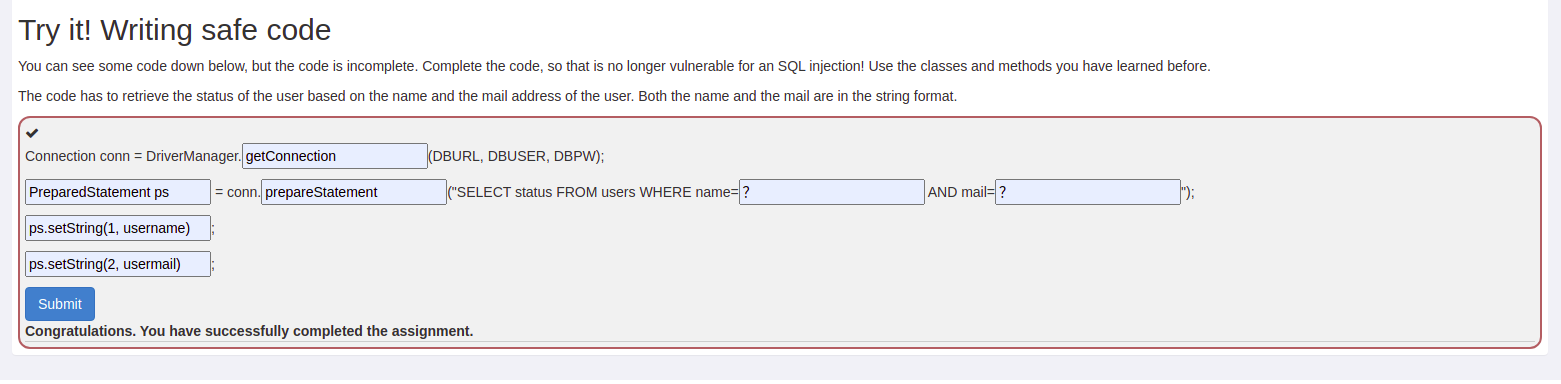 Try it! Writing safe code
You can see some code down below, but the code is incomplete. Complete the code, so that is no longer vulnerable for an SQL injection! Use the classes and methods you have learned before.
The code has to retrieve the status of the user based on the name and the mail address of the user. Both the name and the mail are in the string format.
Connection conn = DriverManager.getConnection(DBURL, DBUSER, DBPW);
PreparedStatement ps = conn.prepareStatement("SELECT status FROM users WHERE name=? AND mail=?");
ps.setString(1, username);
ps.setString(2, usermail);
Submit
Congratulations. You have successfully completed the assignment.